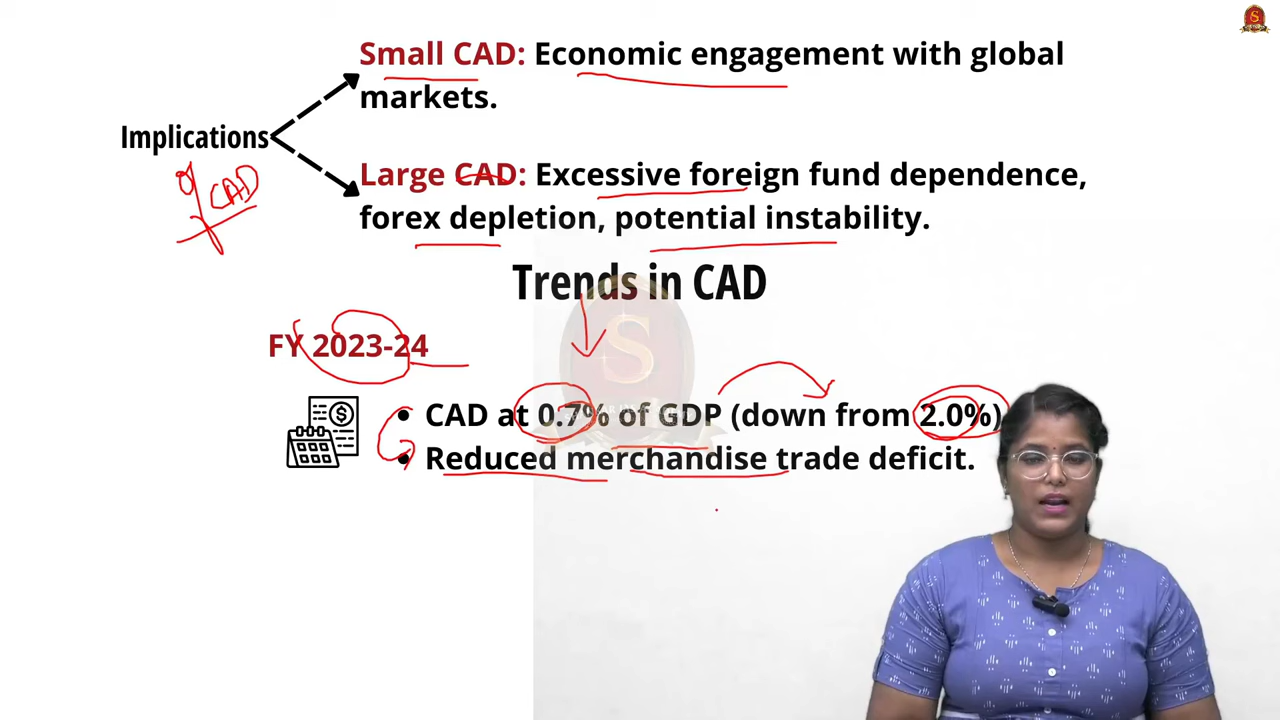 Small CAD: Economic engagement with global
markets.
Implications
of CAD
Large CAD: Excessive foreign fund dependence,
forex depletion, potential instability.
Trends in CAD
FY 2023-24
CAD at 0.7% of GDP (down from 2.0%)
Reduced merchandise trade deficit.
S